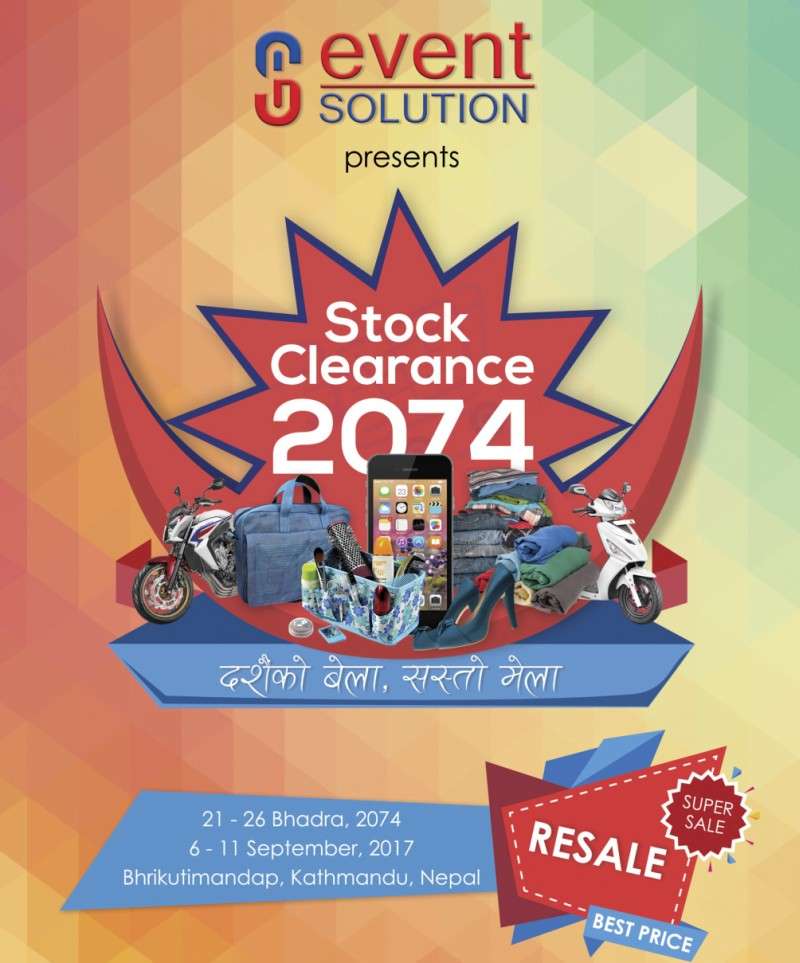 event
SOLUTION
presents
Stock
Clearance
2074
दशैंको बेला, सस्तो मेला
21 - 26 Bhadra, 2074
6 - 11 September, 2017
Bhrikutimandap, Kathmandu, Nepal
SUPER
SALE
RESALE
BEST PRICE